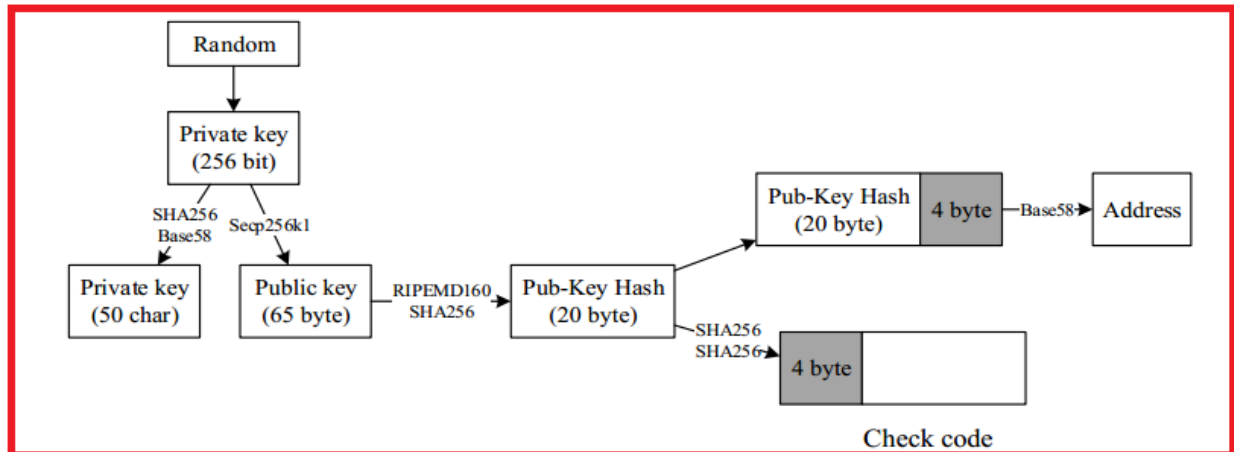 Random
Private key
(256 bit)
SHA256
Base58
Secp256k1
Private key
(50 char)
Public key
(65 byte)
RIPEMD160
SHA256
Pub-Key Hash
(20 byte)
Pub-Key Hash
(20 byte)
4 byte
Base58
Address
SHA256
SHA256
4 byte
Check code